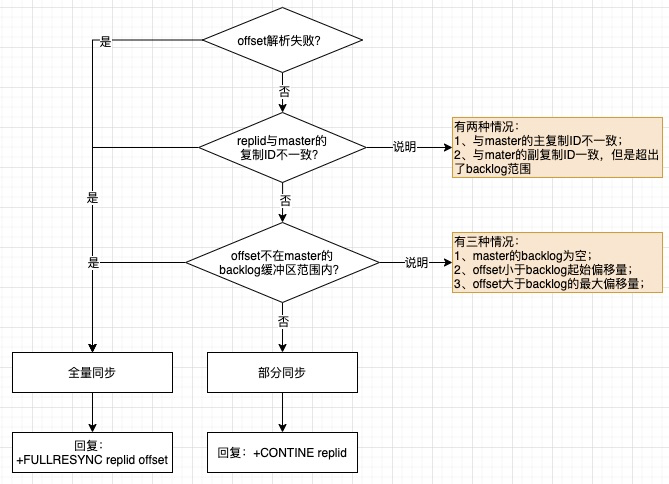 offset解析失败？
是
否
replid与master的
复制ID不一致？
说明
有两种情况：
1、与master的主复制ID不一致；
2、与mater的副复制ID一致，但是超出
了backlog范围
是
否
offset不在master的
backlog缓冲区范围内?
是
说明
有三种情况：
1、master的backlog为空；
2、offset小于backlog起始偏移量；
3、offset大于backlog的最大偏移量；
否
全量同步
部分同步
回复：
+FULLRESYNC replid offset
回复：+CONTINE replid